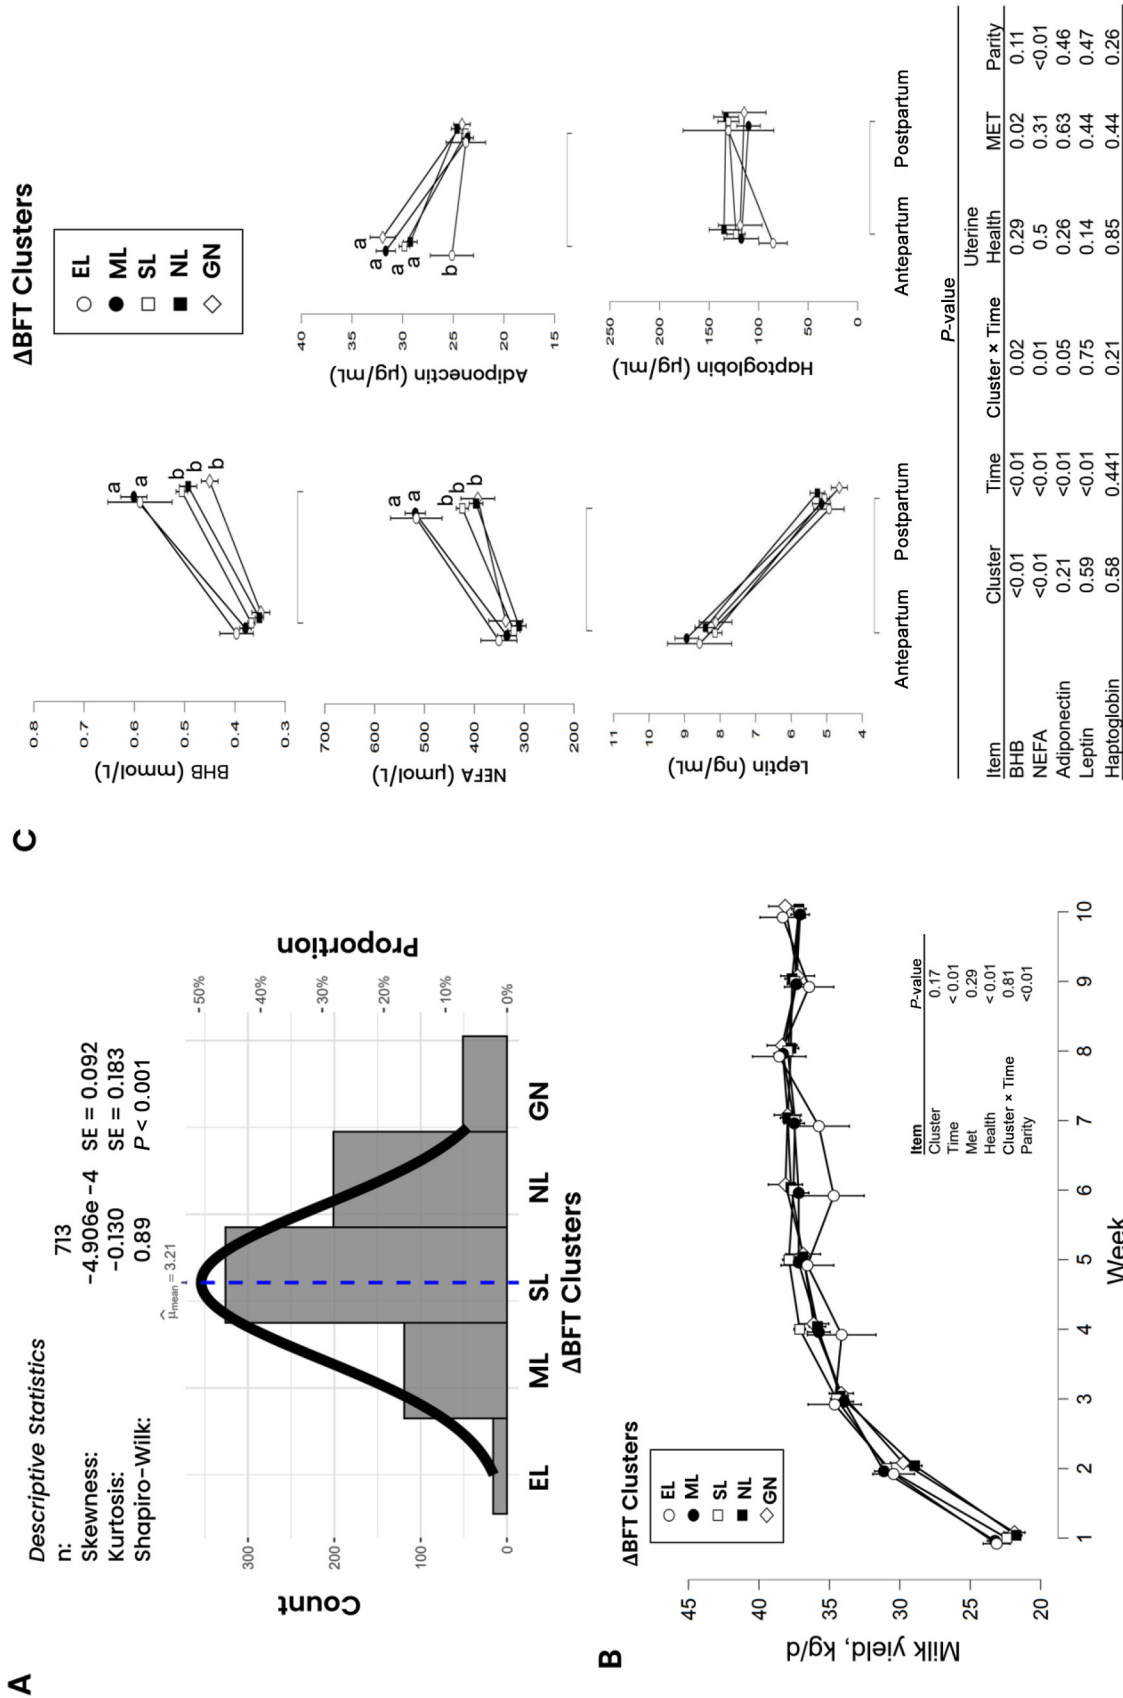 A
Descriptive Statistics
n: 713
Skewness: −4.906e −4 SE = 0.092
Kurtosis: −0.130 SE = 0.183
Shapiro−Wilk: 0.89 P < 0.001
μ̂mean = 3.21
Count
300
200
100
0
Proportion
50%
40%
30%
20%
10%
0%
EL ML SL NL GN
ΔBFT Clusters
B
ΔBFT Clusters
EL
ML
SL
NL
GN
Milk yield, kg/d
45
40
35
30
25
20
1 2 3 4 5 6 7 8 9 10
Week
Item P-value
Cluster 0.17
Time < 0.01
Met 0.29
Health < 0.01
Cluster × Time 0.81
Parity <0.01
C
ΔBFT Clusters
EL
ML
SL
NL
GN
BHB (mmol/L)
0.8
0.7
0.6
0.5
0.4
0.3
a
a
b
b
b
NEFA (μmol/L)
700
600
500
400
300
200
a
a
b
b
b
Adiponectin (μg/mL)
40
35
30
25
15
a
a
a
a
b
Leptin (ng/mL)
11
10
9
8
7
6
5
4
Antepartum Postpartum
Haptoglobin (μg/mL)
250
200
150
100
50
0
Antepartum Postpartum
P-value
Item Cluster Time Cluster × Time Uterine Health MET Parity
BHB <0.01 <0.01 0.02 0.29 0.02 0.11
NEFA <0.01 <0.01 0.01 0.5 0.31 <0.01
Adiponectin 0.21 <0.01 0.05 0.26 0.63 0.46
Leptin 0.59 <0.01 0.75 0.14 0.44 0.47
Haptoglobin 0.58 0.441 0.21 0.85 0.44 0.26